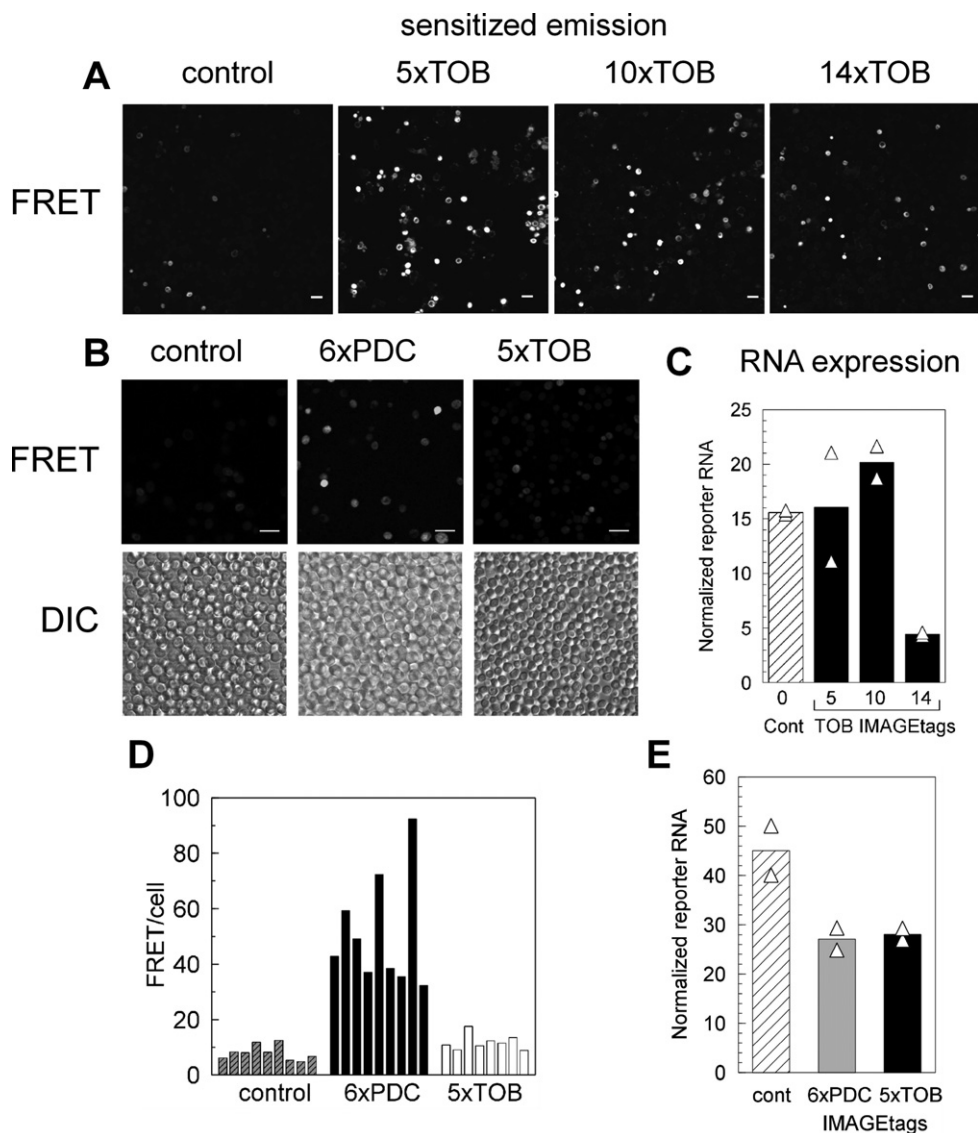 sensitized emission
A
control 5xTOB 10xTOB 14xTOB
FRET
B
control 6xPDC 5xTOB
FRET
DIC
C RNA expression
Normalized reporter RNA
25
20
15
10
5
0
0 5 10 14
Cont TOB IMAGEtags
D
FRET/cell
100
80
60
40
20
0
control 6xPDC 5xTOB
E
Normalized reporter RNA
60
50
40
30
20
10
0
cont 6xPDC 5xTOB
IMAGEtags